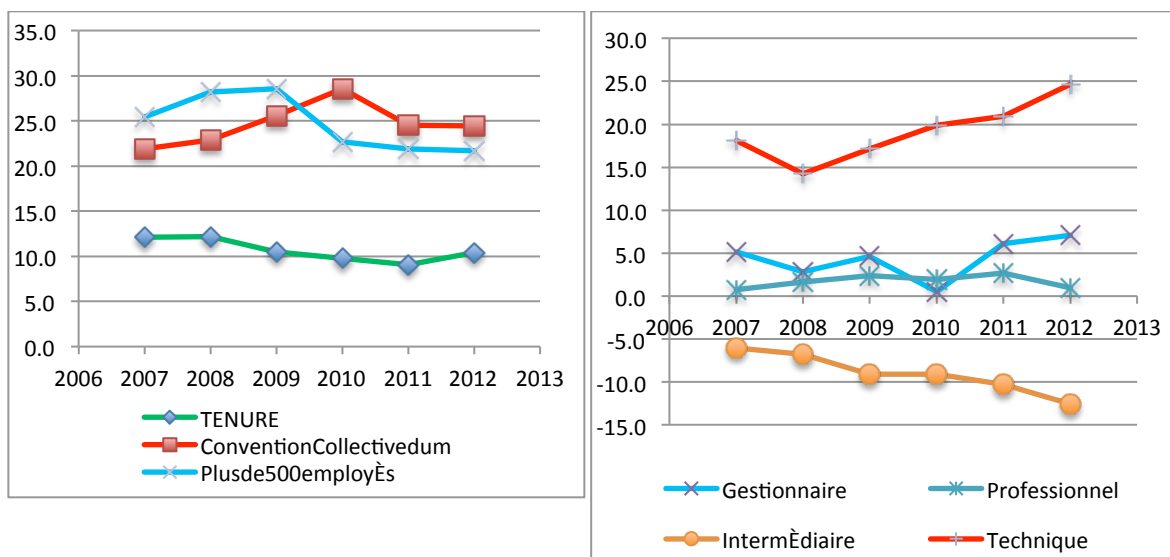 35.0
30.0
25.0
20.0
15.0
10.0
5.0
0.0
2006 2007 2008 2009 2010 2011 2012 2013
TENURE
ConventionCollectivedum
Plusde500employÈs
30.0
25.0
20.0
15.0
10.0
5.0
0.0
2006 2007 2008 2009 2010 2011 2012 2013
-5.0
-10.0
-15.0
Gestionnaire Professionnel
IntermÈdiaire Technique